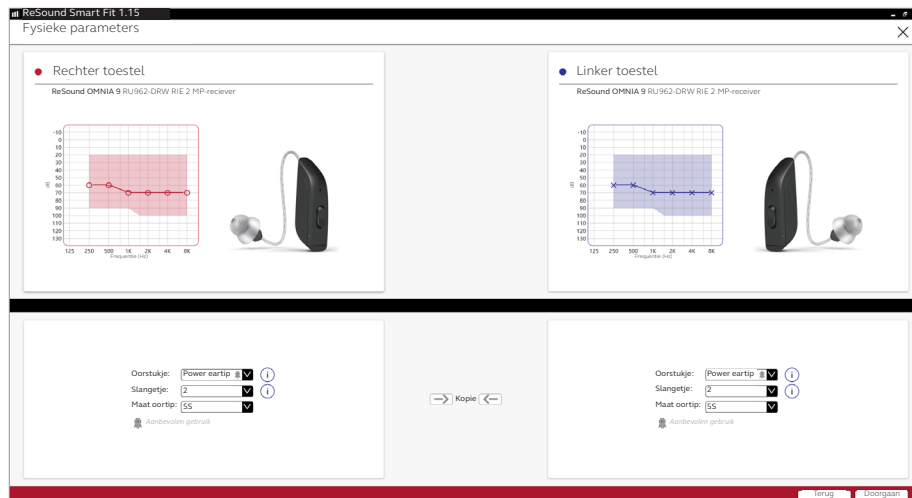 ReSound Smart Fit 1.15
Fysieke parameters
Rechter toestel
ReSound OMNIA 9 RU962-DRW RIE 2 MP-reciever
-10
0
10
20
30
40
50
60
70
80
90
100
110
120
130
dB
125 250 500 1K 2K 4K 8K
Frequentie (Hz)
Linker toestel
ReSound OMNIA 9 RU962-DRW RIE 2 MP-receiver
-10
0
10
20
30
40
50
60
70
80
90
100
110
120
130
dB
125 250 500 1K 2K 4K 8K
Frequentie (Hz)
Oorstukje: Power eartip i
Slangetje: 2 i
Maat oortip: 5S
Aanbevolen gebruik
Kopie
Oorstukje: Power eartip i
Slangetje: 2 i
Maat oortip: 5S
Aanbevolen gebruik
Terug Doorgaan